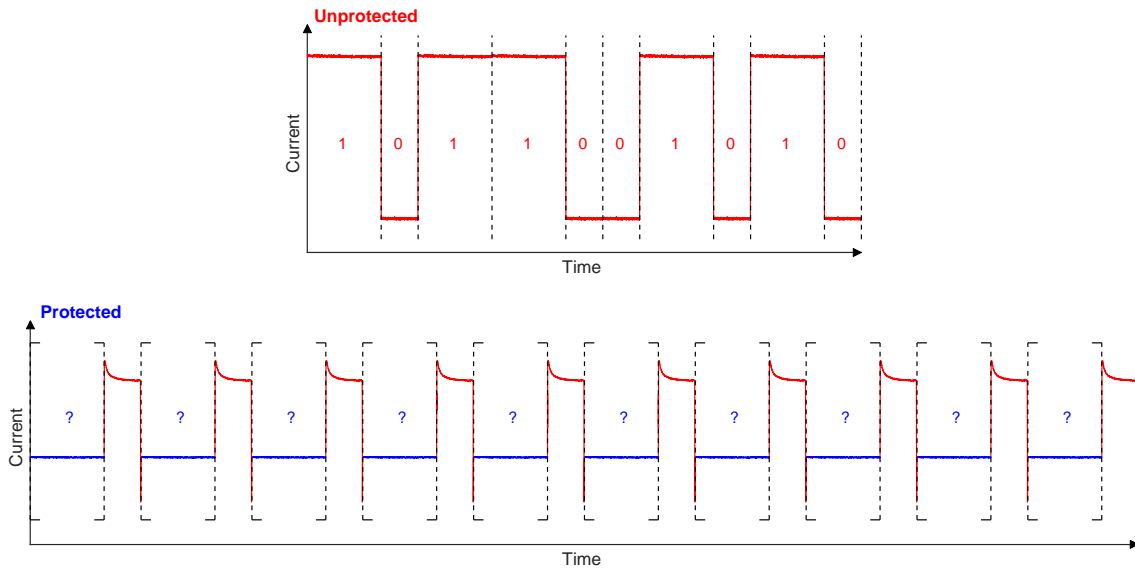 Unprotected
Current
1 0 1 1 0 0 1 0 1 0
Time
Protected
Current
? ? ? ? ? ? ? ? ? ?
Time